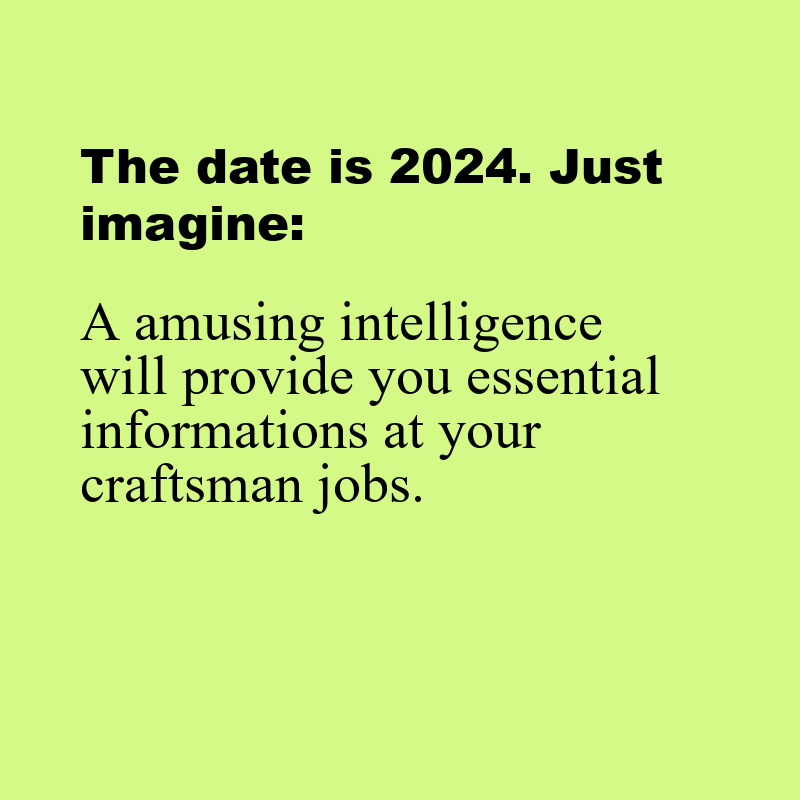 The date is 2024. Just
imagine:
A amusing intelligence
will provide you essential
informations at your
craftsman jobs.